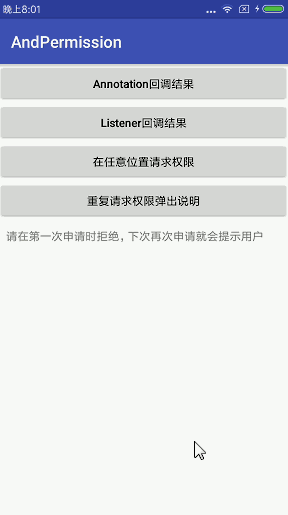 晚上8:01
AndPermission
Annotation回调结果
Listener回调结果
在任意位置请求权限
重复请求权限弹出说明
请在第一次申请时拒绝，下次再次申请就会提示用户